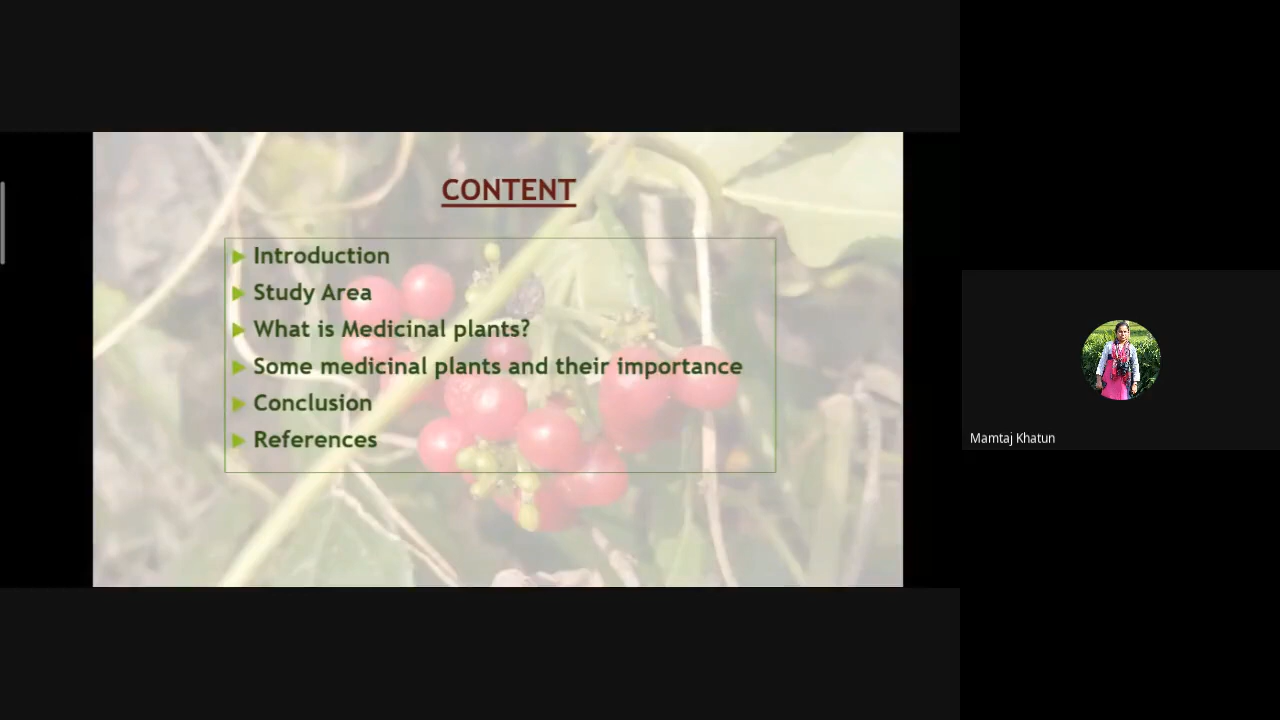 CONTENT
Introduction
Study Area
What is Medicinal plants?
Some medicinal plants and their importance
Conclusion
References
Mamtaj Khatun